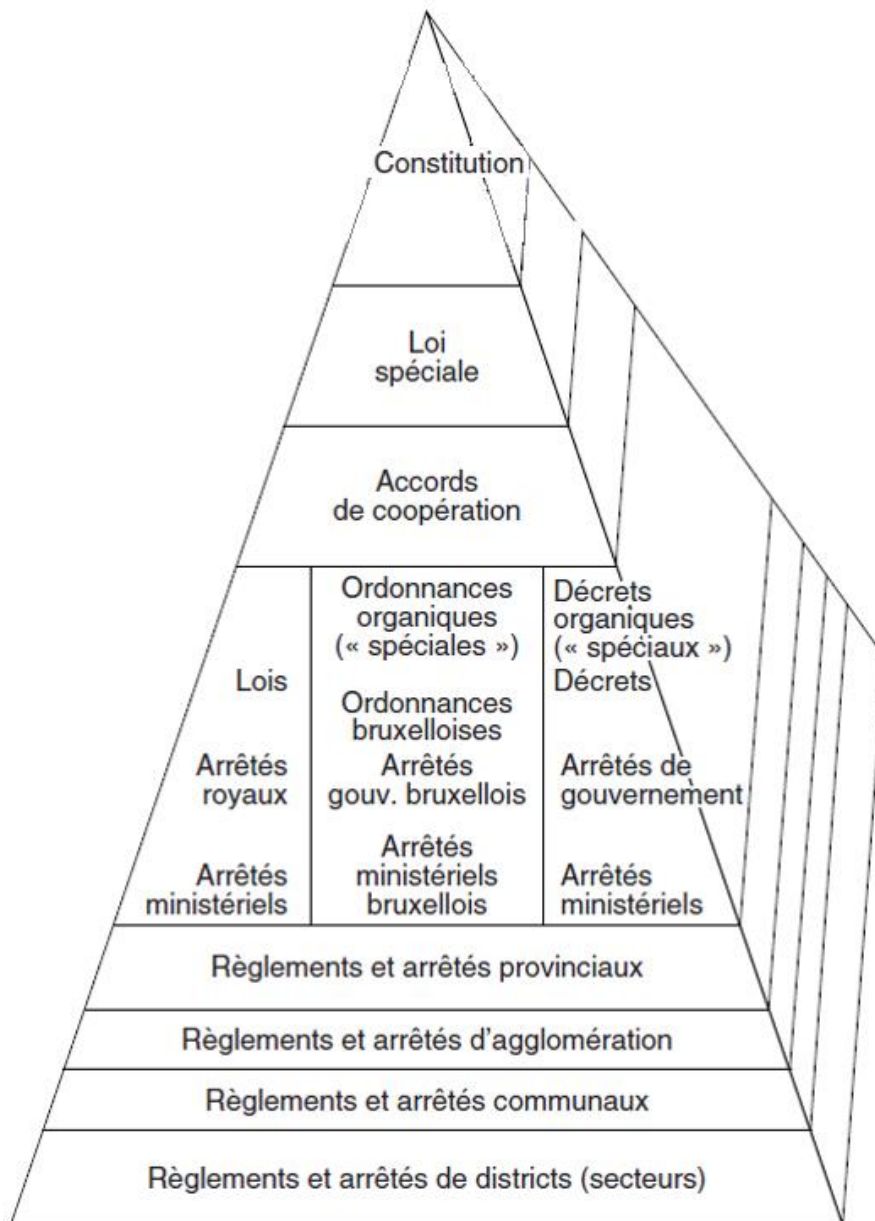 Constitution
Loi
spéciale
Accords
de coopération
Lois
Arrêtés
royaux
Arrêtés
ministériels
Ordonnances
organiques
(« spéciales »)
Ordonnances
bruxelloises
Arrêtés
gouv. bruxellois
Arrêtés
ministériels
bruxellois
Décrets
organiques
(« spéciaux »)
Décrets
Arrêtés de
gouvernement
Arrêtés
ministériels
Règlements et arrêtés provinciaux
Règlements et arrêtés d’agglomération
Règlements et arrêtés communaux
Règlements et arrêtés de districts (secteurs)